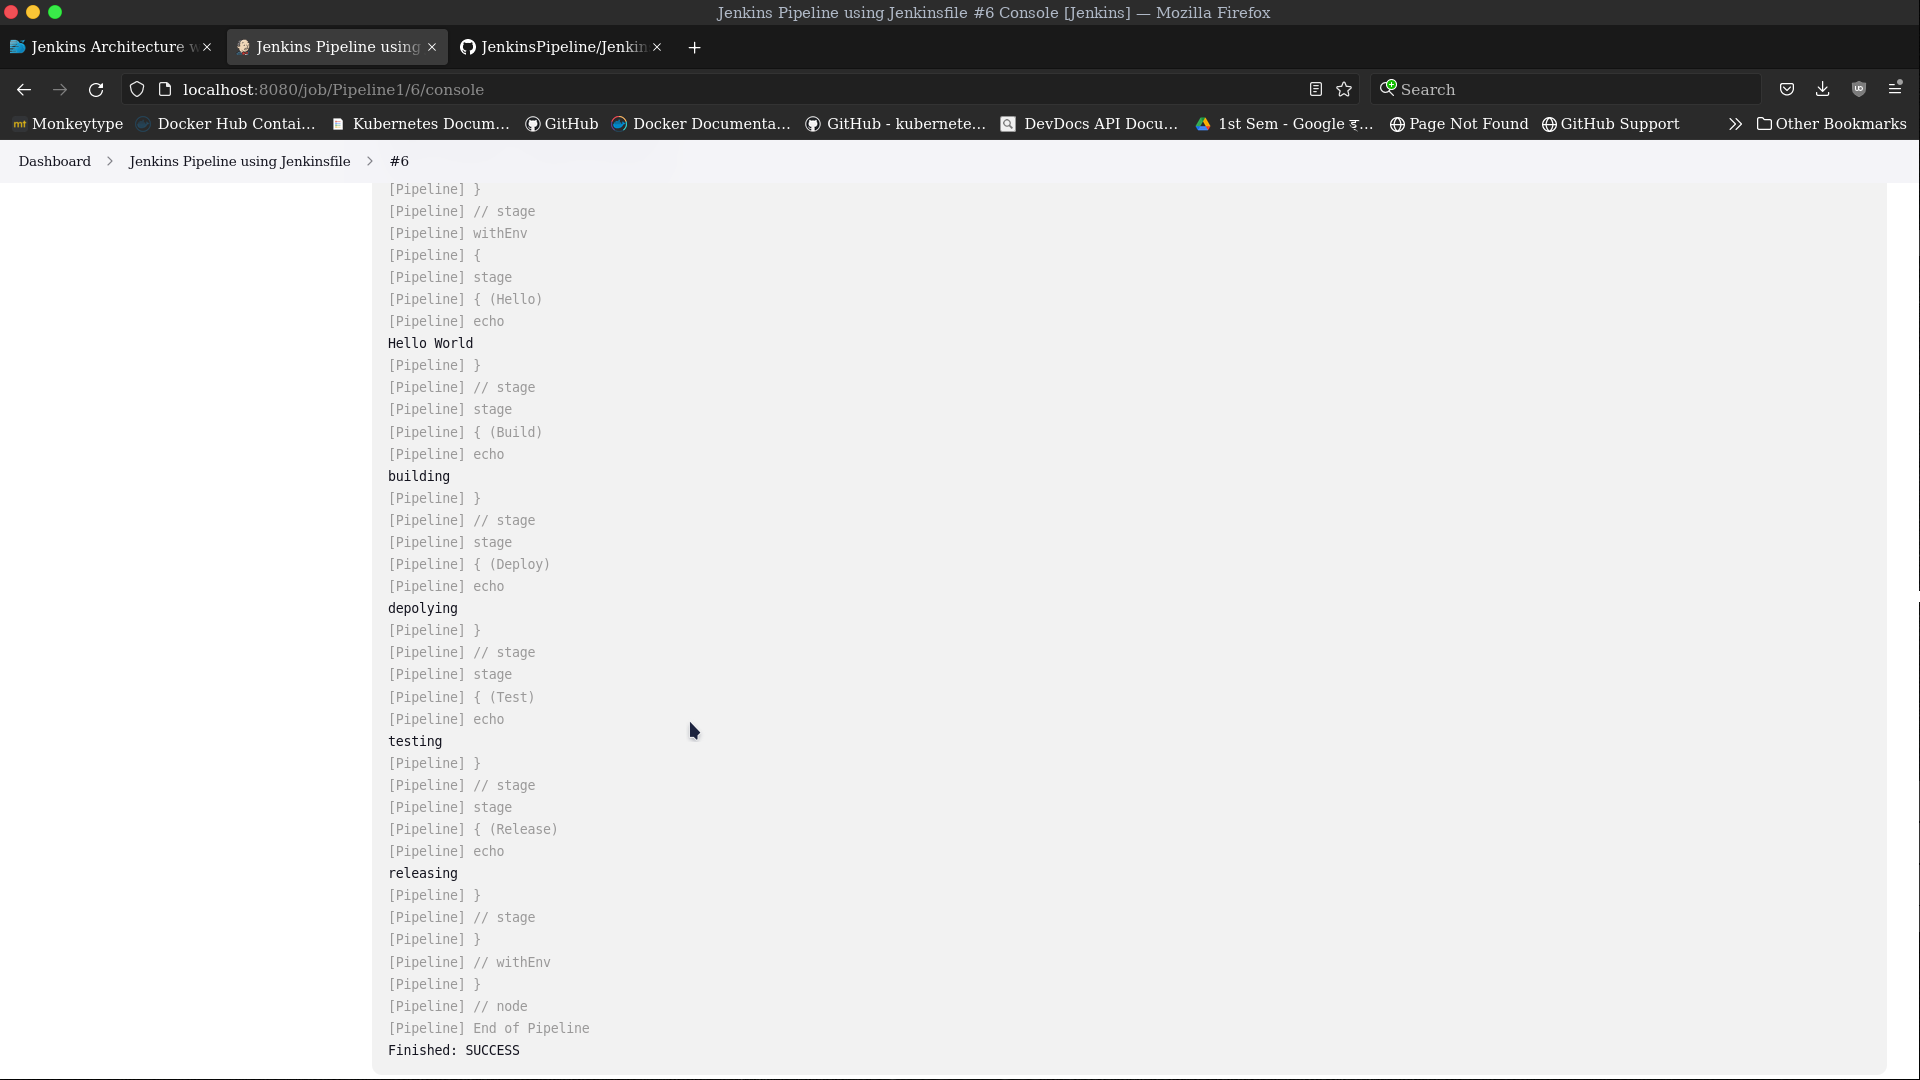 Jenkins Pipeline using Jenkinsfile #6 Console [Jenkins] — Mozilla Firefox
Jenkins Architecture w
Jenkins Pipeline using
JenkinsPipeline/Jenkin
localhost:8080/job/Pipeline1/6/console
Search
Monkeytype
Docker Hub Contai...
Kubernetes Docum...
GitHub
Docker Documenta...
GitHub - kubernete...
DevDocs API Docu...
1st Sem - Google ड्...
Page Not Found
GitHub Support
Other Bookmarks
Dashboard
Jenkins Pipeline using Jenkinsfile
#6
[Pipeline] }
[Pipeline] // stage
[Pipeline] withEnv
[Pipeline] {
[Pipeline] stage
[Pipeline] { (Hello)
[Pipeline] echo
Hello World
[Pipeline] }
[Pipeline] // stage
[Pipeline] stage
[Pipeline] { (Build)
[Pipeline] echo
building
[Pipeline] }
[Pipeline] // stage
[Pipeline] stage
[Pipeline] { (Deploy)
[Pipeline] echo
depolying
[Pipeline] }
[Pipeline] // stage
[Pipeline] stage
[Pipeline] { (Test)
[Pipeline] echo
testing
[Pipeline] }
[Pipeline] // stage
[Pipeline] stage
[Pipeline] { (Release)
[Pipeline] echo
releasing
[Pipeline] }
[Pipeline] // stage
[Pipeline] }
[Pipeline] // withEnv
[Pipeline] }
[Pipeline] // node
[Pipeline] End of Pipeline
Finished: SUCCESS